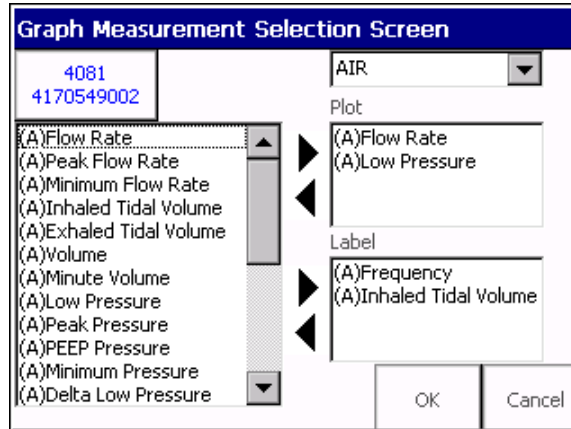 Graph Measurement Selection Screen
4081
4170549002
AIR
Plot
(A)Flow Rate
(A)Peak Flow Rate
(A)Minimum Flow Rate
(A)Inhaled Tidal Volume
(A)Exhaled Tidal Volume
(A)Volume
(A)Minute Volume
(A)Low Pressure
(A)Peak Pressure
(A)PEEP Pressure
(A)Minimum Pressure
(A)Delta Low Pressure
(A)Flow Rate
(A)Low Pressure
Label
(A)Frequency
(A)Inhaled Tidal Volume
OK
Cancel